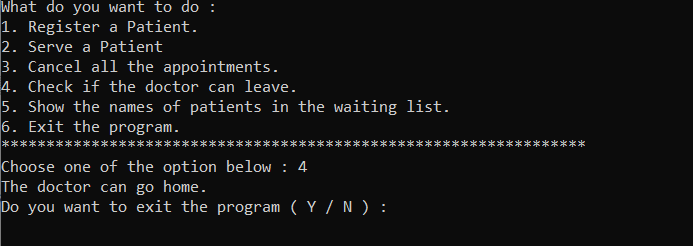 What do you want to do :
1. Register a Patient.
2. Serve a Patient
3. Cancel all the appointments.
4. Check if the doctor can leave.
5. Show the names of patients in the waiting list.
6. Exit the program.
*****************************************************************
Choose one of the option below : 4
The doctor can go home.
Do you want to exit the program ( Y / N ) :